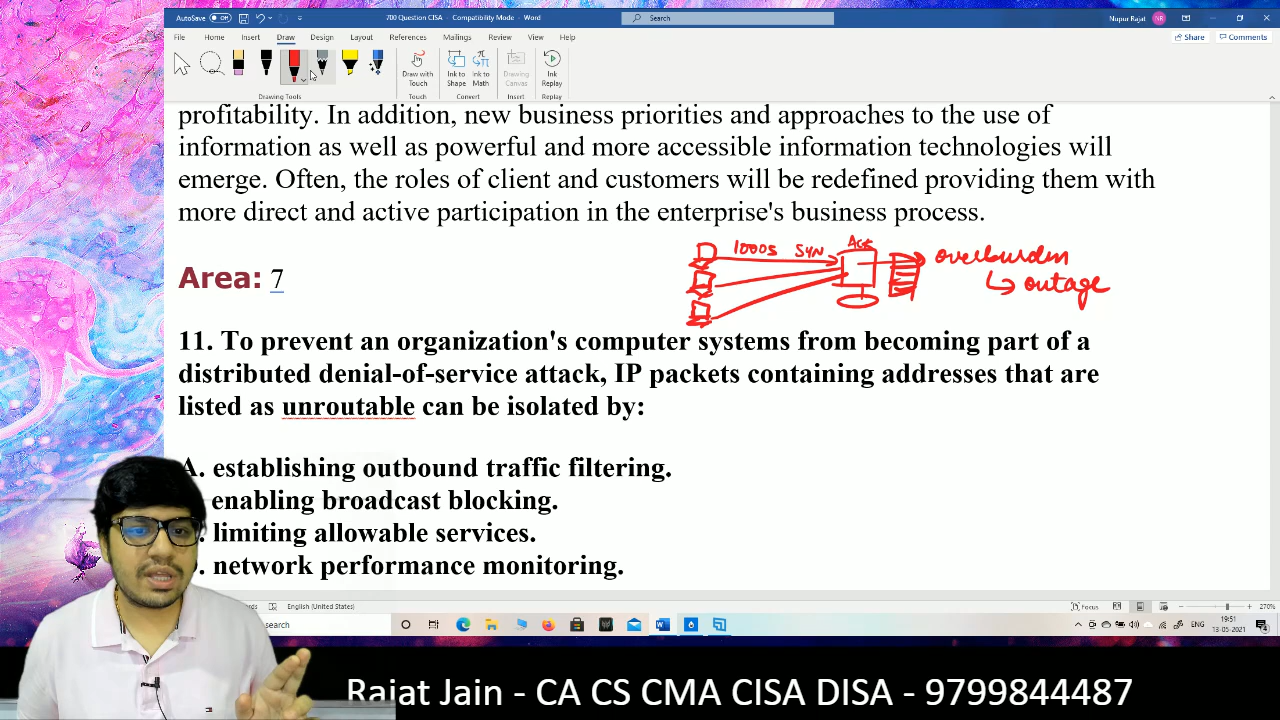 AutoSave
Off
700 Question CISA - Compatibility Mode - Word
Search
Nupur Rajat
NR
File Home Insert Draw Design Layout References Mailings Review View Help
Share
Comments
Draw with Touch
Ink to Shape
Ink to Math
Drawing Canvas
Ink Replay
Drawing Tools
Touch
Convert
Insert
Replay
profitability. In addition, new business priorities and approaches to the use of
information as well as powerful and more accessible information technologies will
emerge. Often, the roles of client and customers will be redefined providing them with
more direct and active participation in the enterprise's business process.
1000s SYN ACK overburden
outage
Area: 7
11. To prevent an organization's computer systems from becoming part of a
distributed denial-of-service attack, IP packets containing addresses that are
listed as unroutable can be isolated by:
A. establishing outbound traffic filtering.
enabling broadcast blocking.
. limiting allowable services.
. network performance monitoring.
English (United States)
Focus
270%
search
ENG
19:51
13-05-2021
Rajat Jain - CA CS CMA CISA DISA - 9799844487